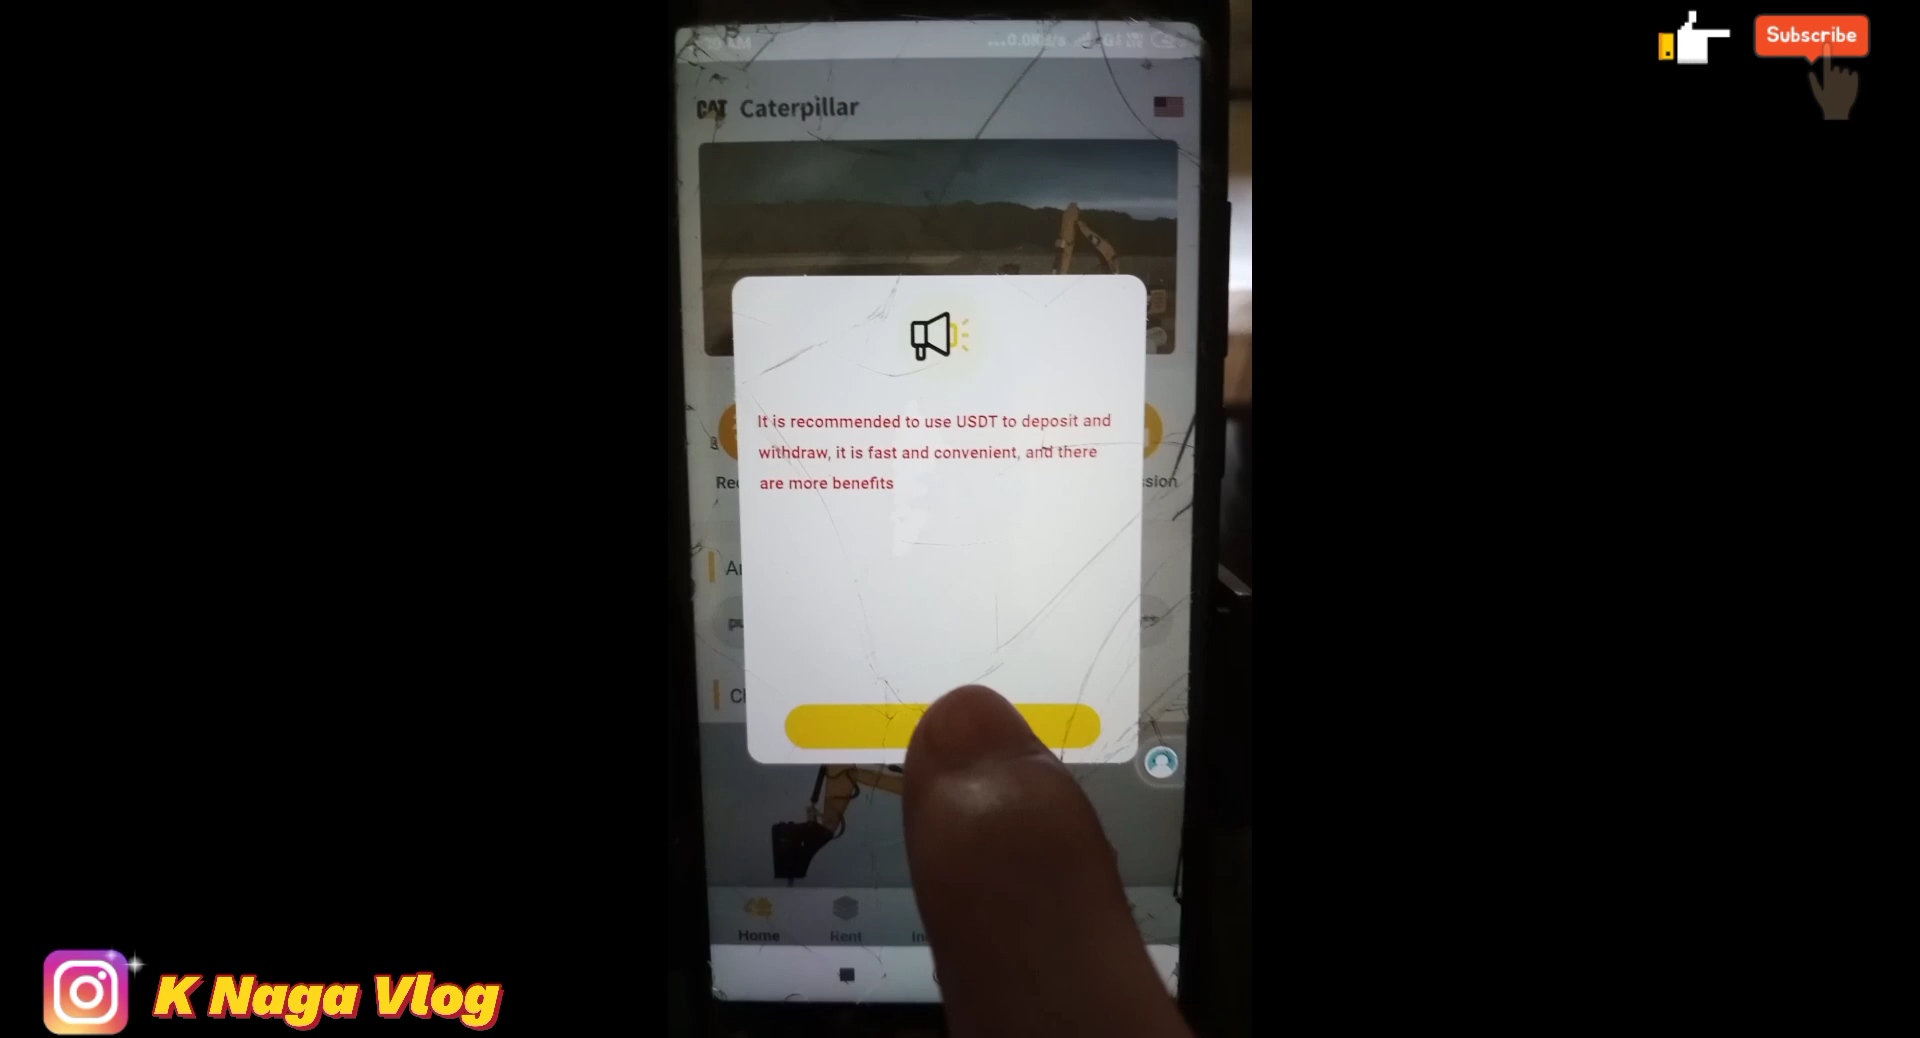 Subscribe
CAT Caterpillar
It is recommended to use USDT to deposit and
withdraw, it is fast and convenient, and there
are more benefits
Home
Rent
K Naga Vlog